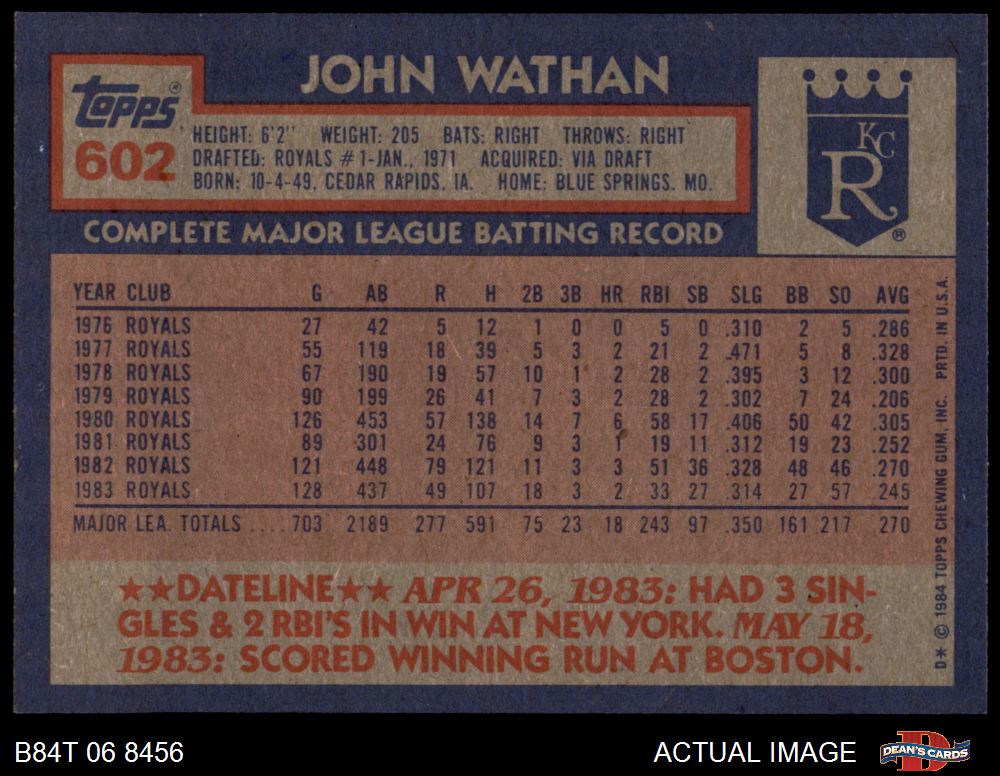 JOHN WATHAN
Topps®
602
HEIGHT: 6'2" WEIGHT: 205 BATS: RIGHT THROWS: RIGHT
DRAFTED: ROYALS #1-JAN., 1971 ACQUIRED: VIA DRAFT
BORN: 10-4-49, CEDAR RAPIDS, IA. HOME: BLUE SPRINGS, MO.
KC
R
®
COMPLETE MAJOR LEAGUE BATTING RECORD
YEAR CLUB G AB R H 2B 3B HR RBI SB SLG BB SO AVG
1976 ROYALS 27 42 5 12 1 0 0 5 0 .310 2 5 .286
1977 ROYALS 55 119 18 39 5 3 2 21 2 .471 5 8 .328
1978 ROYALS 67 190 19 57 10 1 2 28 2 .395 3 12 .300
1979 ROYALS 90 199 26 41 7 3 2 28 2 .302 7 24 .206
1980 ROYALS 126 453 57 138 14 7 6 58 17 .406 50 42 .305
1981 ROYALS 89 301 24 76 9 3 1 19 11 .312 19 23 .252
1982 ROYALS 121 448 79 121 11 3 3 51 36 .328 48 46 .270
1983 ROYALS 128 437 49 107 18 3 2 33 27 .314 27 57 .245
MAJOR LEA. TOTALS ....703 2189 277 591 75 23 18 243 97 .350 161 217 .270
★★DATELINE★★ APR 26, 1983: HAD 3 SIN-
GLES & 2 RBI'S IN WIN AT NEW YORK. MAY 18,
1983: SCORED WINNING RUN AT BOSTON.
D* © 1984 TOPPS CHEWING GUM, INC. PRTD. IN U.S.A.
B84T 06 8456
ACTUAL IMAGE
D
DEAN'S CARDS